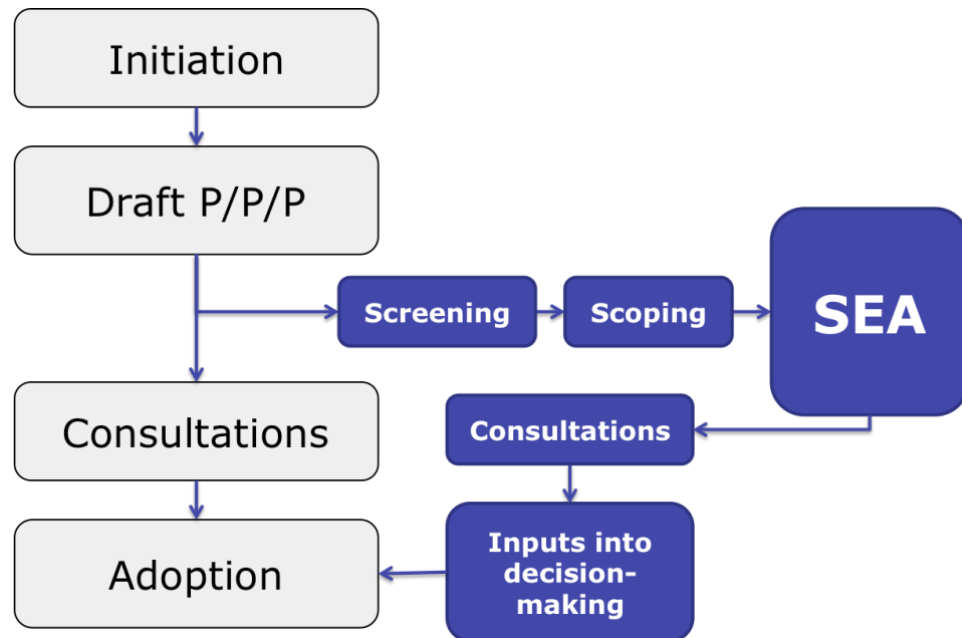 Initiation
Draft P/P/P
Screening
Scoping
SEA
Consultations
Consultations
Adoption
Inputs into
decision-
making